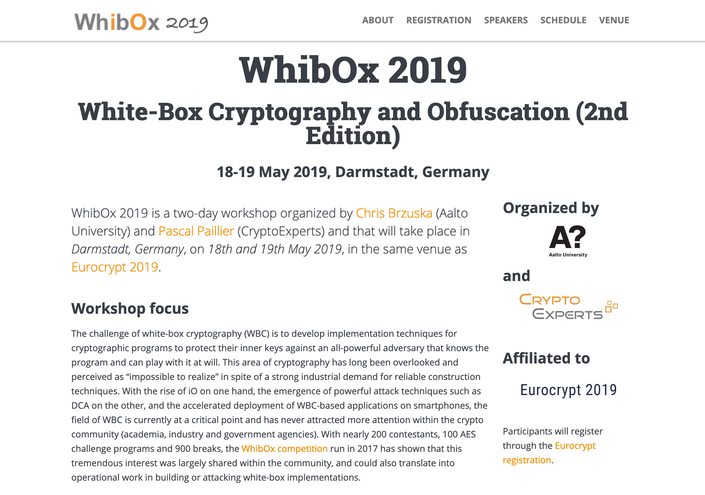 WhibOx 2019
ABOUT REGISTRATION SPEAKERS SCHEDULE VENUE
WhibOx 2019
White-Box Cryptography and Obfuscation (2nd
Edition)
18-19 May 2019, Darmstadt, Germany
WhibOx 2019 is a two-day workshop organized by Chris Brzuska (Aalto
University) and Pascal Paillier (CryptoExperts) and that will take place in
Darmstadt, Germany, on 18th and 19th May 2019, in the same venue as
Eurocrypt 2019.
Workshop focus
The challenge of white-box cryptography (WBC) is to develop implementation techniques for
cryptographic programs to protect their inner keys against an all-powerful adversary that knows the
program and can play with it at will. This area of cryptography has long been overlooked and
perceived as “impossible to realize” in spite of a strong industrial demand for reliable construction
techniques. With the rise of iO on one hand, the emergence of powerful attack techniques such as
DCA on the other, and the accelerated deployment of WBC-based applications on smartphones, the
field of WBC is currently at a critical point and has never attracted more attention within the crypto
community (academia, industry and government agencies). With nearly 200 contestants, 100 AES
challenge programs and 900 breaks, the WhibOx competition run in 2017 has shown that this
tremendous interest was largely shared within the community, and could also translate into
operational work in building or attacking white-box implementations.
Organized by
A?
Aalto University
and
CRYPTO
EXPERTS
Affiliated to
Eurocrypt 2019
Participants will register
through the Eurocrypt
registration.